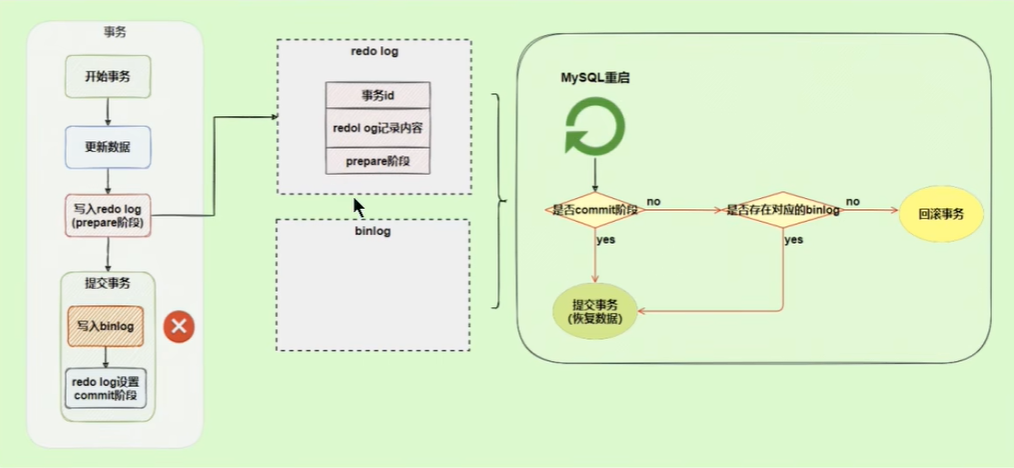 事务
开始事务
更新数据
写入redo log
(prepare阶段)
提交事务
写入binlog
redo log设置
commit阶段
redo log
事务id
redol og记录内容
prepare阶段
binlog
MySQL重启
是否commit阶段
no
是否存在对应的binlog
no
回滚事务
yes
yes
提交事务
(恢复数据)